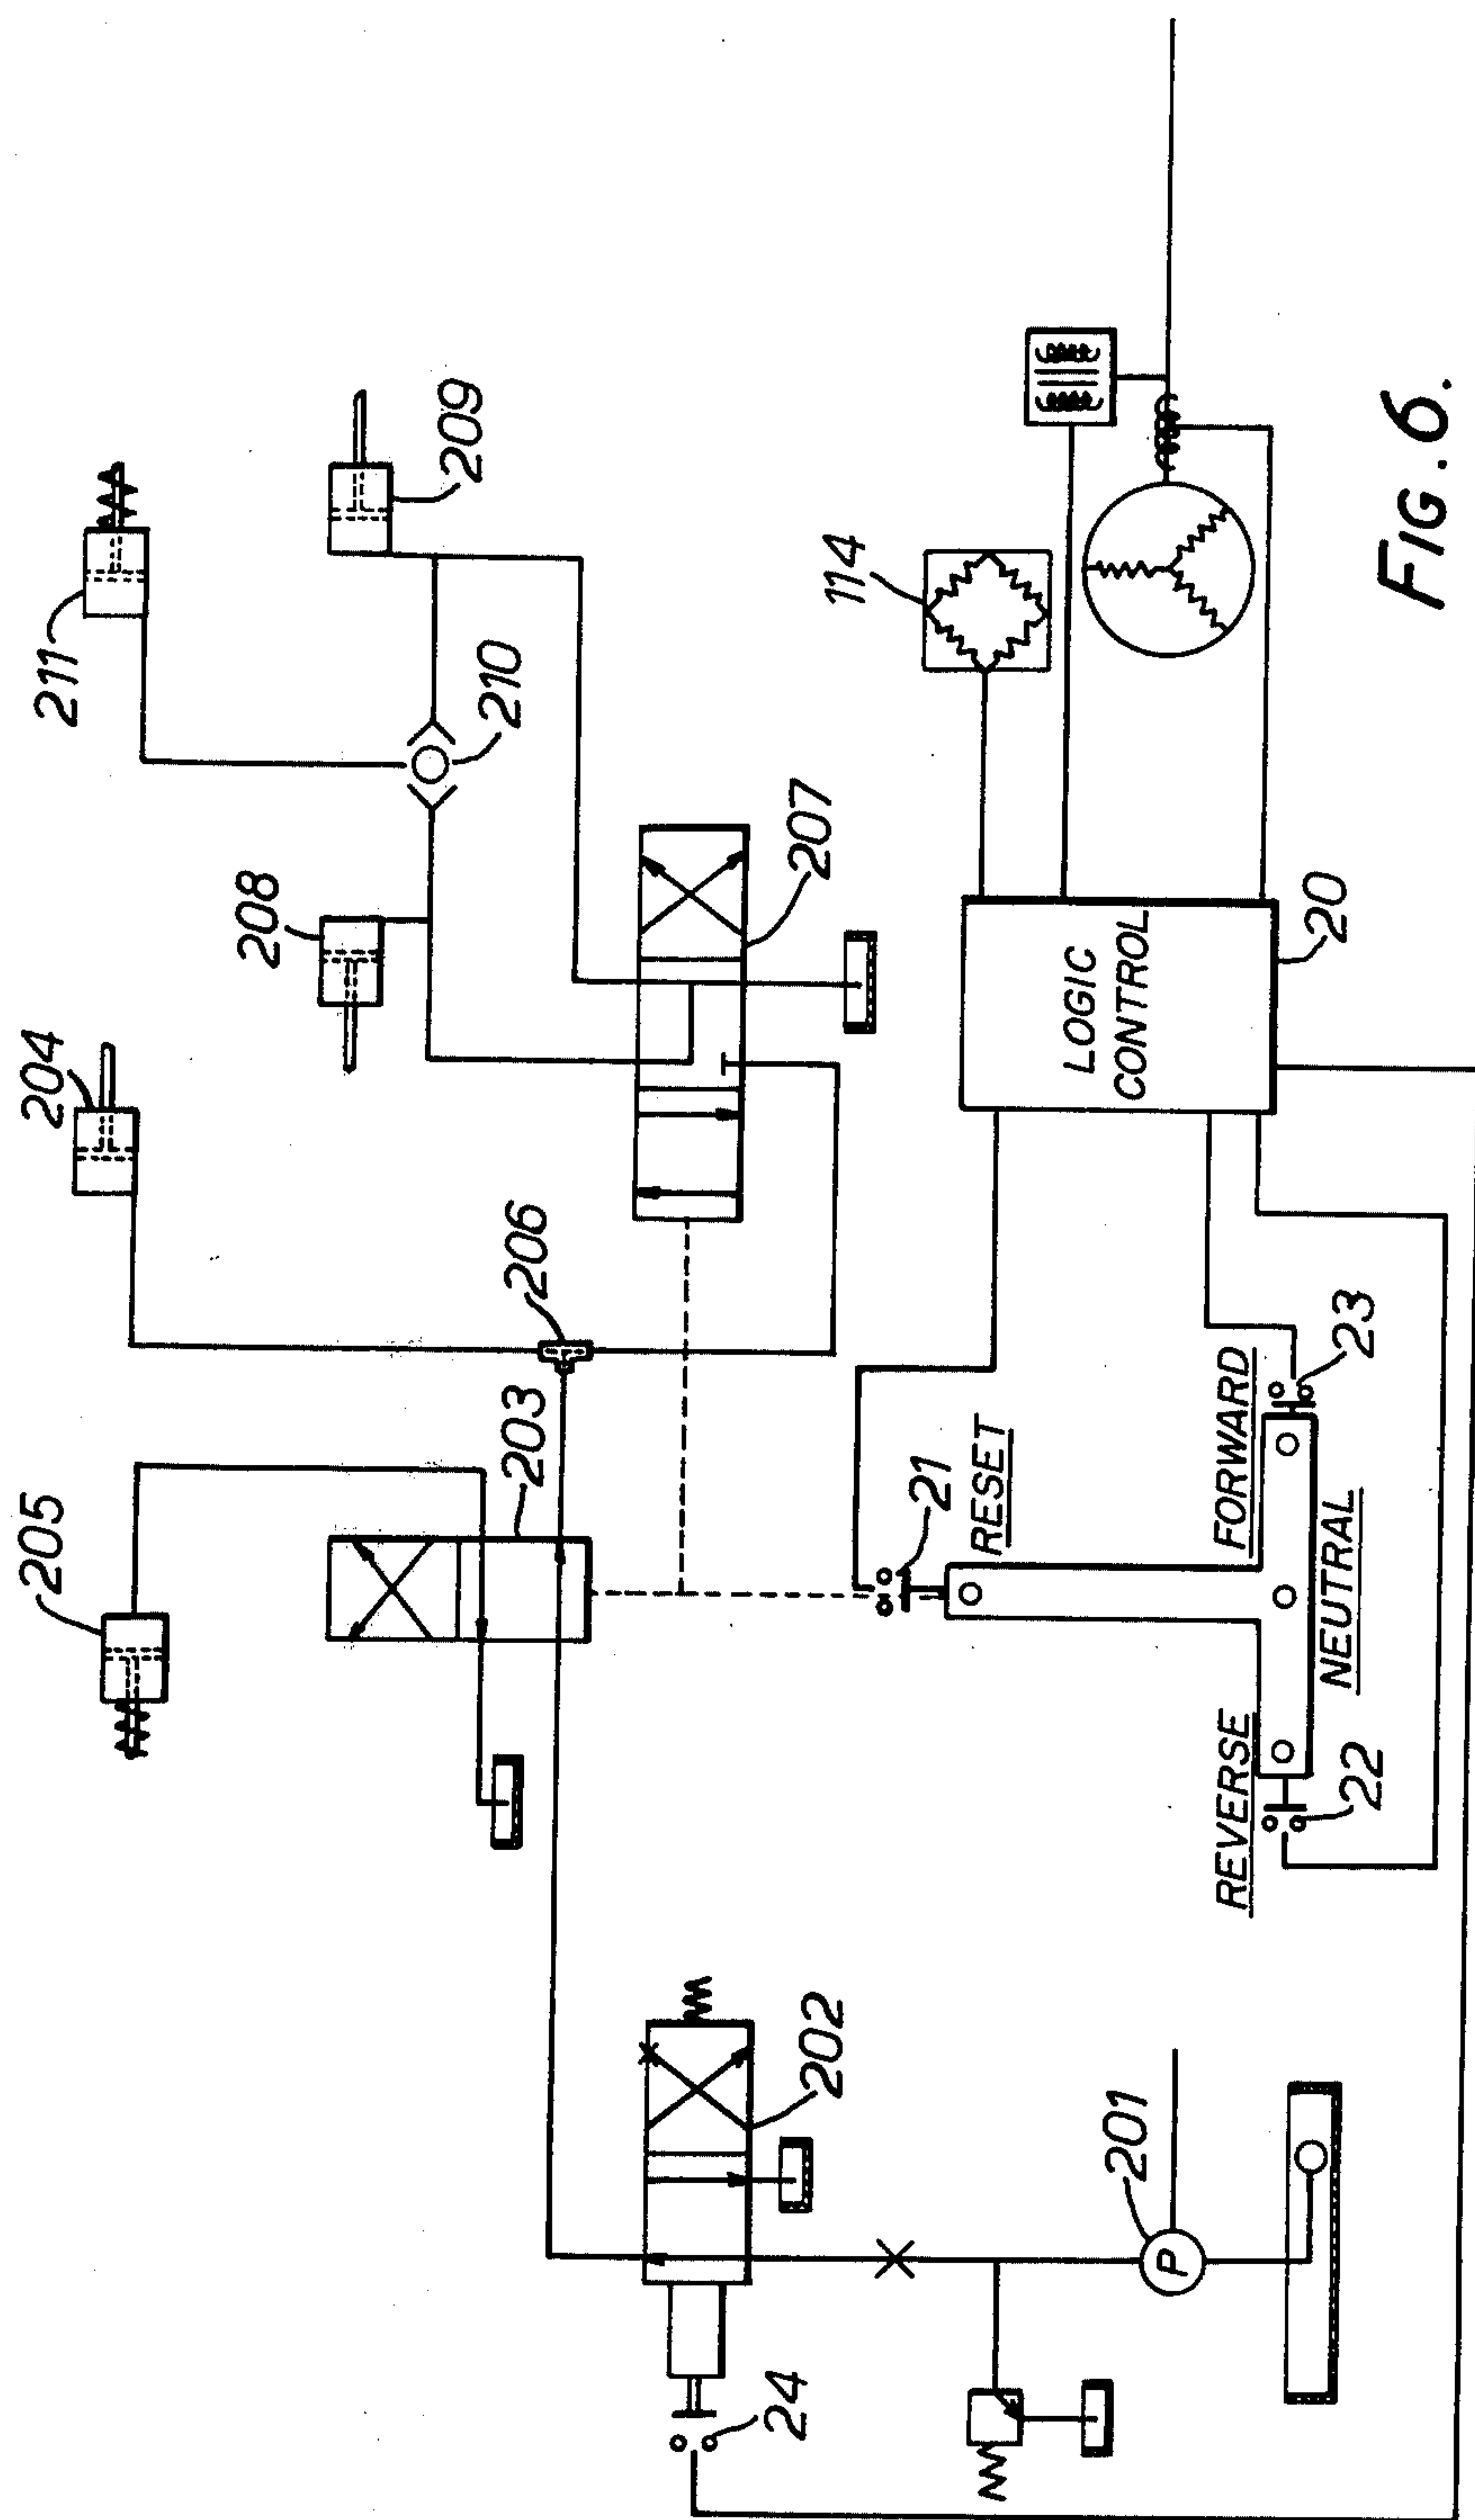 211
209
204
208
210
205
206
203
207
114
202
21
RESET
LOGIC
CONTROL
20
201
P
24
REVERSE
FORWARD
22
NEUTRAL
23
FIG. 6.